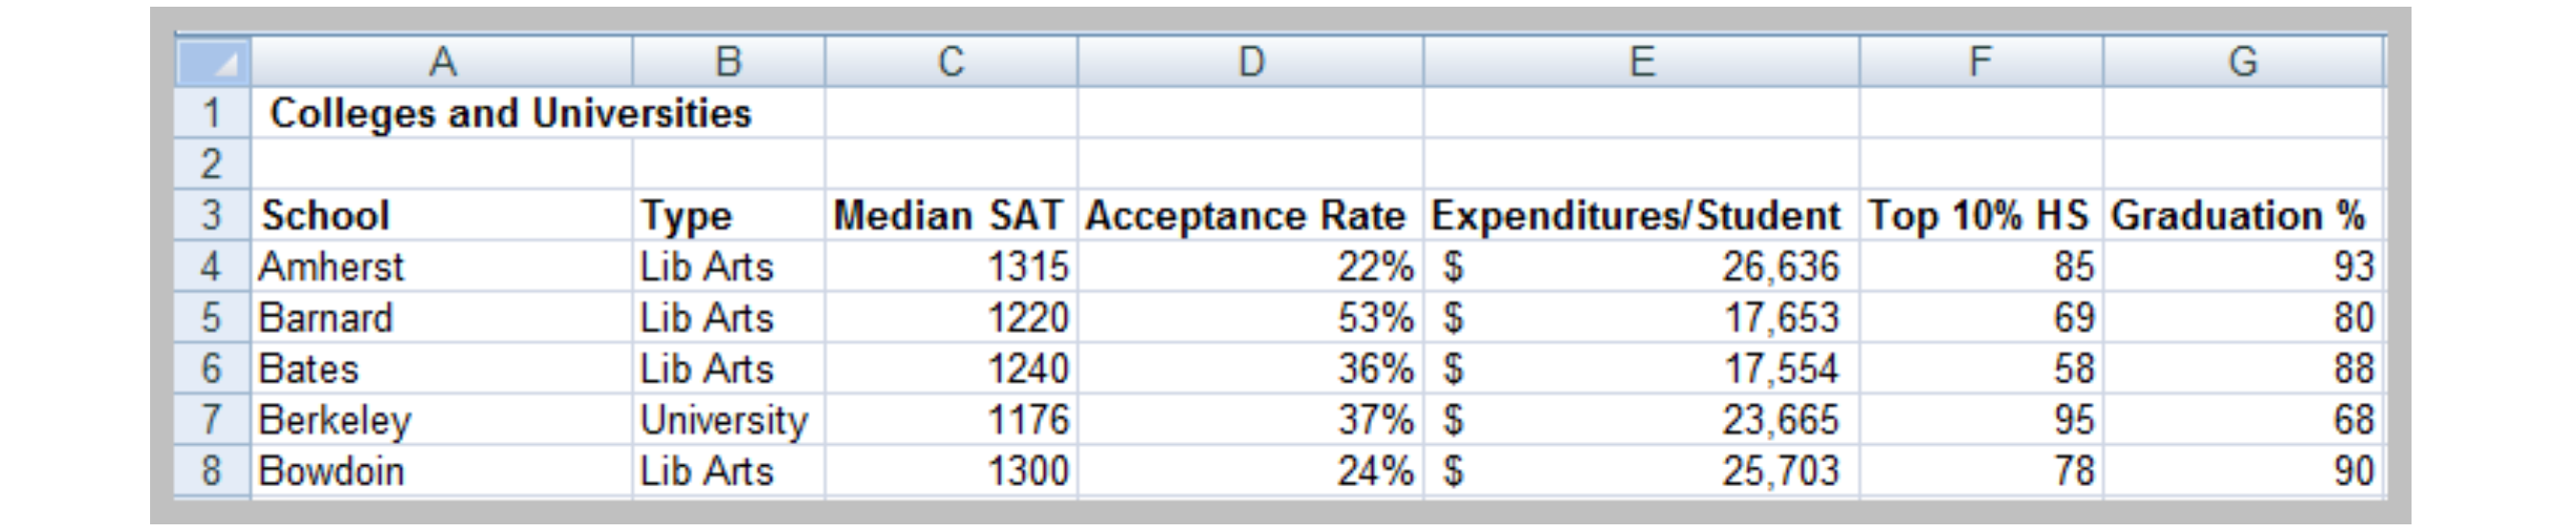 A B C D E F G
1 Colleges and Universities
2
3 School Type Median SAT Acceptance Rate Expenditures/Student Top 10% HS Graduation %
4 Amherst Lib Arts 1315 22% $ 26,636 85 93
5 Barnard Lib Arts 1220 53% $ 17,653 69 80
6 Bates Lib Arts 1240 36% $ 17,554 58 88
7 Berkeley University 1176 37% $ 23,665 95 68
8 Bowdoin Lib Arts 1300 24% $ 25,703 78 90